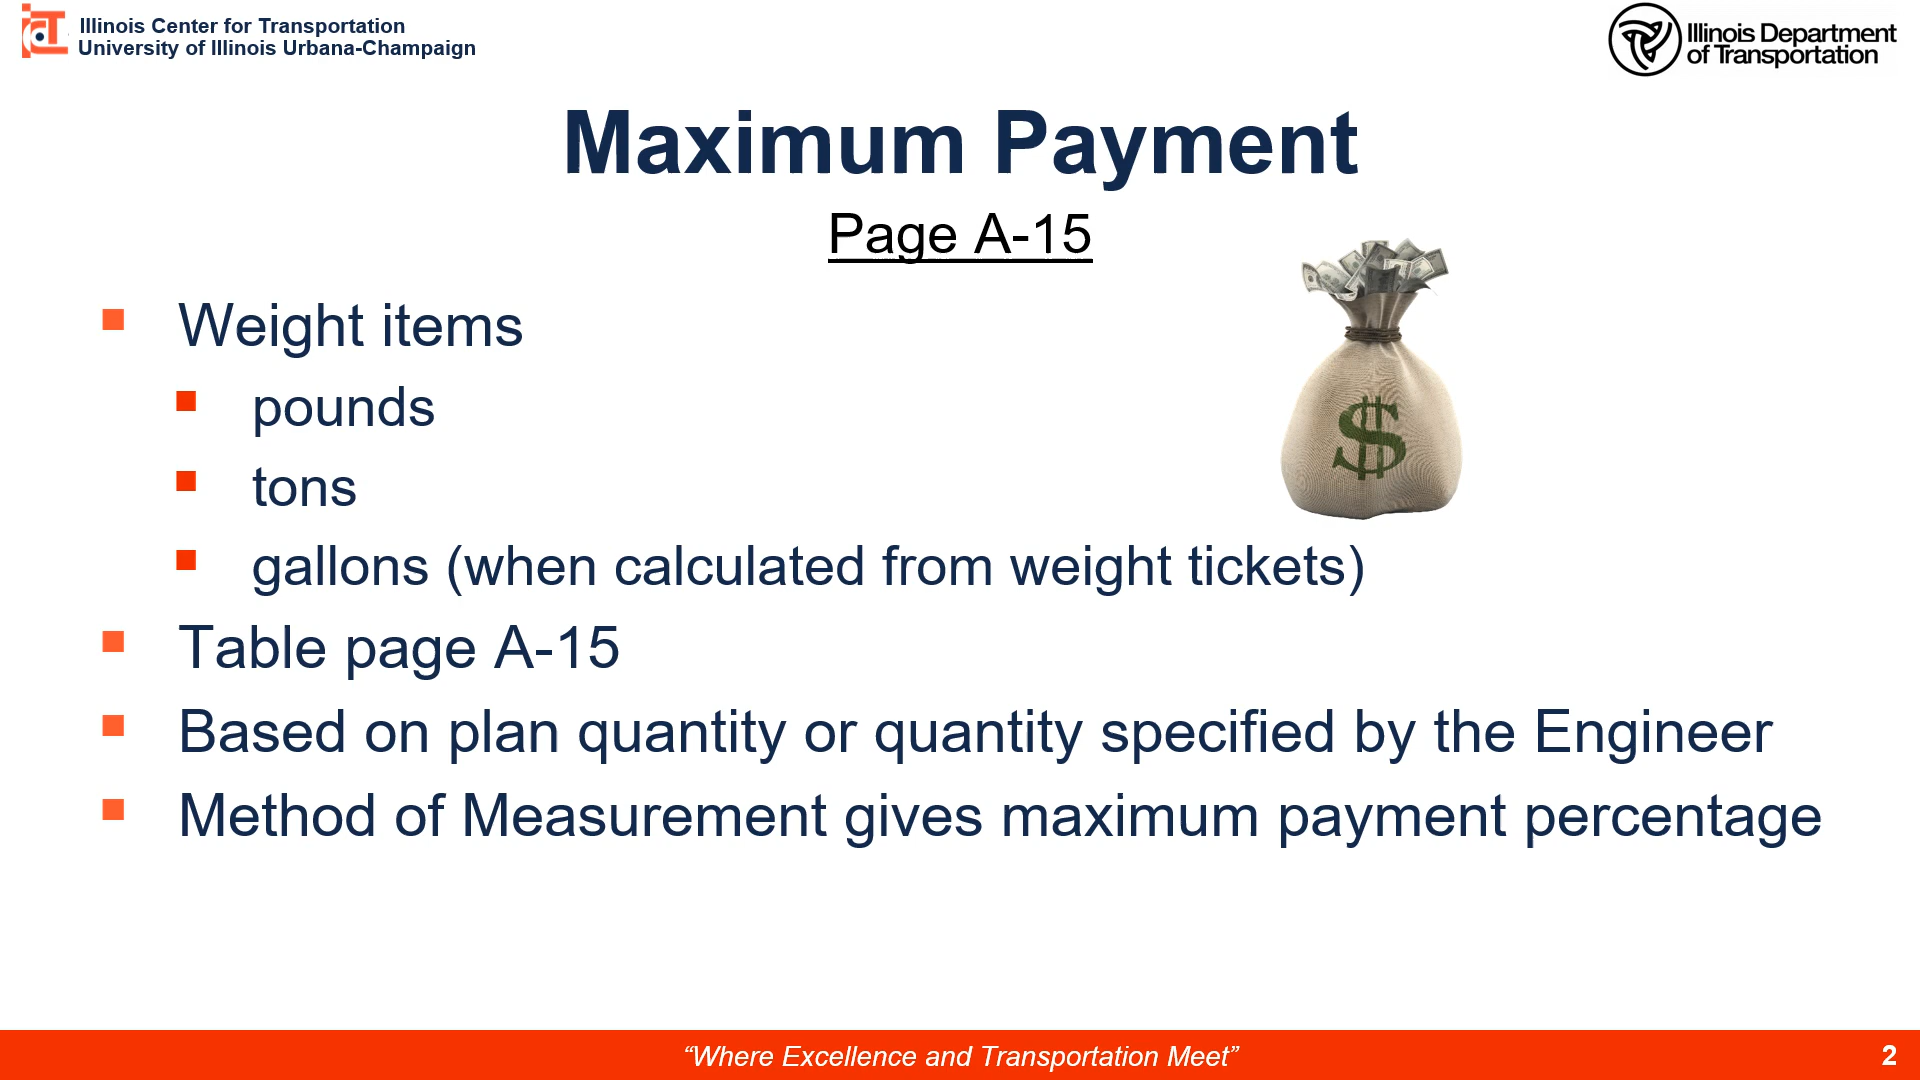 Illinois Center for Transportation
University of Illinois Urbana-Champaign
Illinois Department
of Transportation
Maximum Payment
Page A-15
Weight items
pounds
tons
$
gallons (when calculated from weight tickets)
Table page A-15
Based on plan quantity or quantity specified by the Engineer
Method of Measurement gives maximum payment percentage
“Where Excellence and Transportation Meet”
2